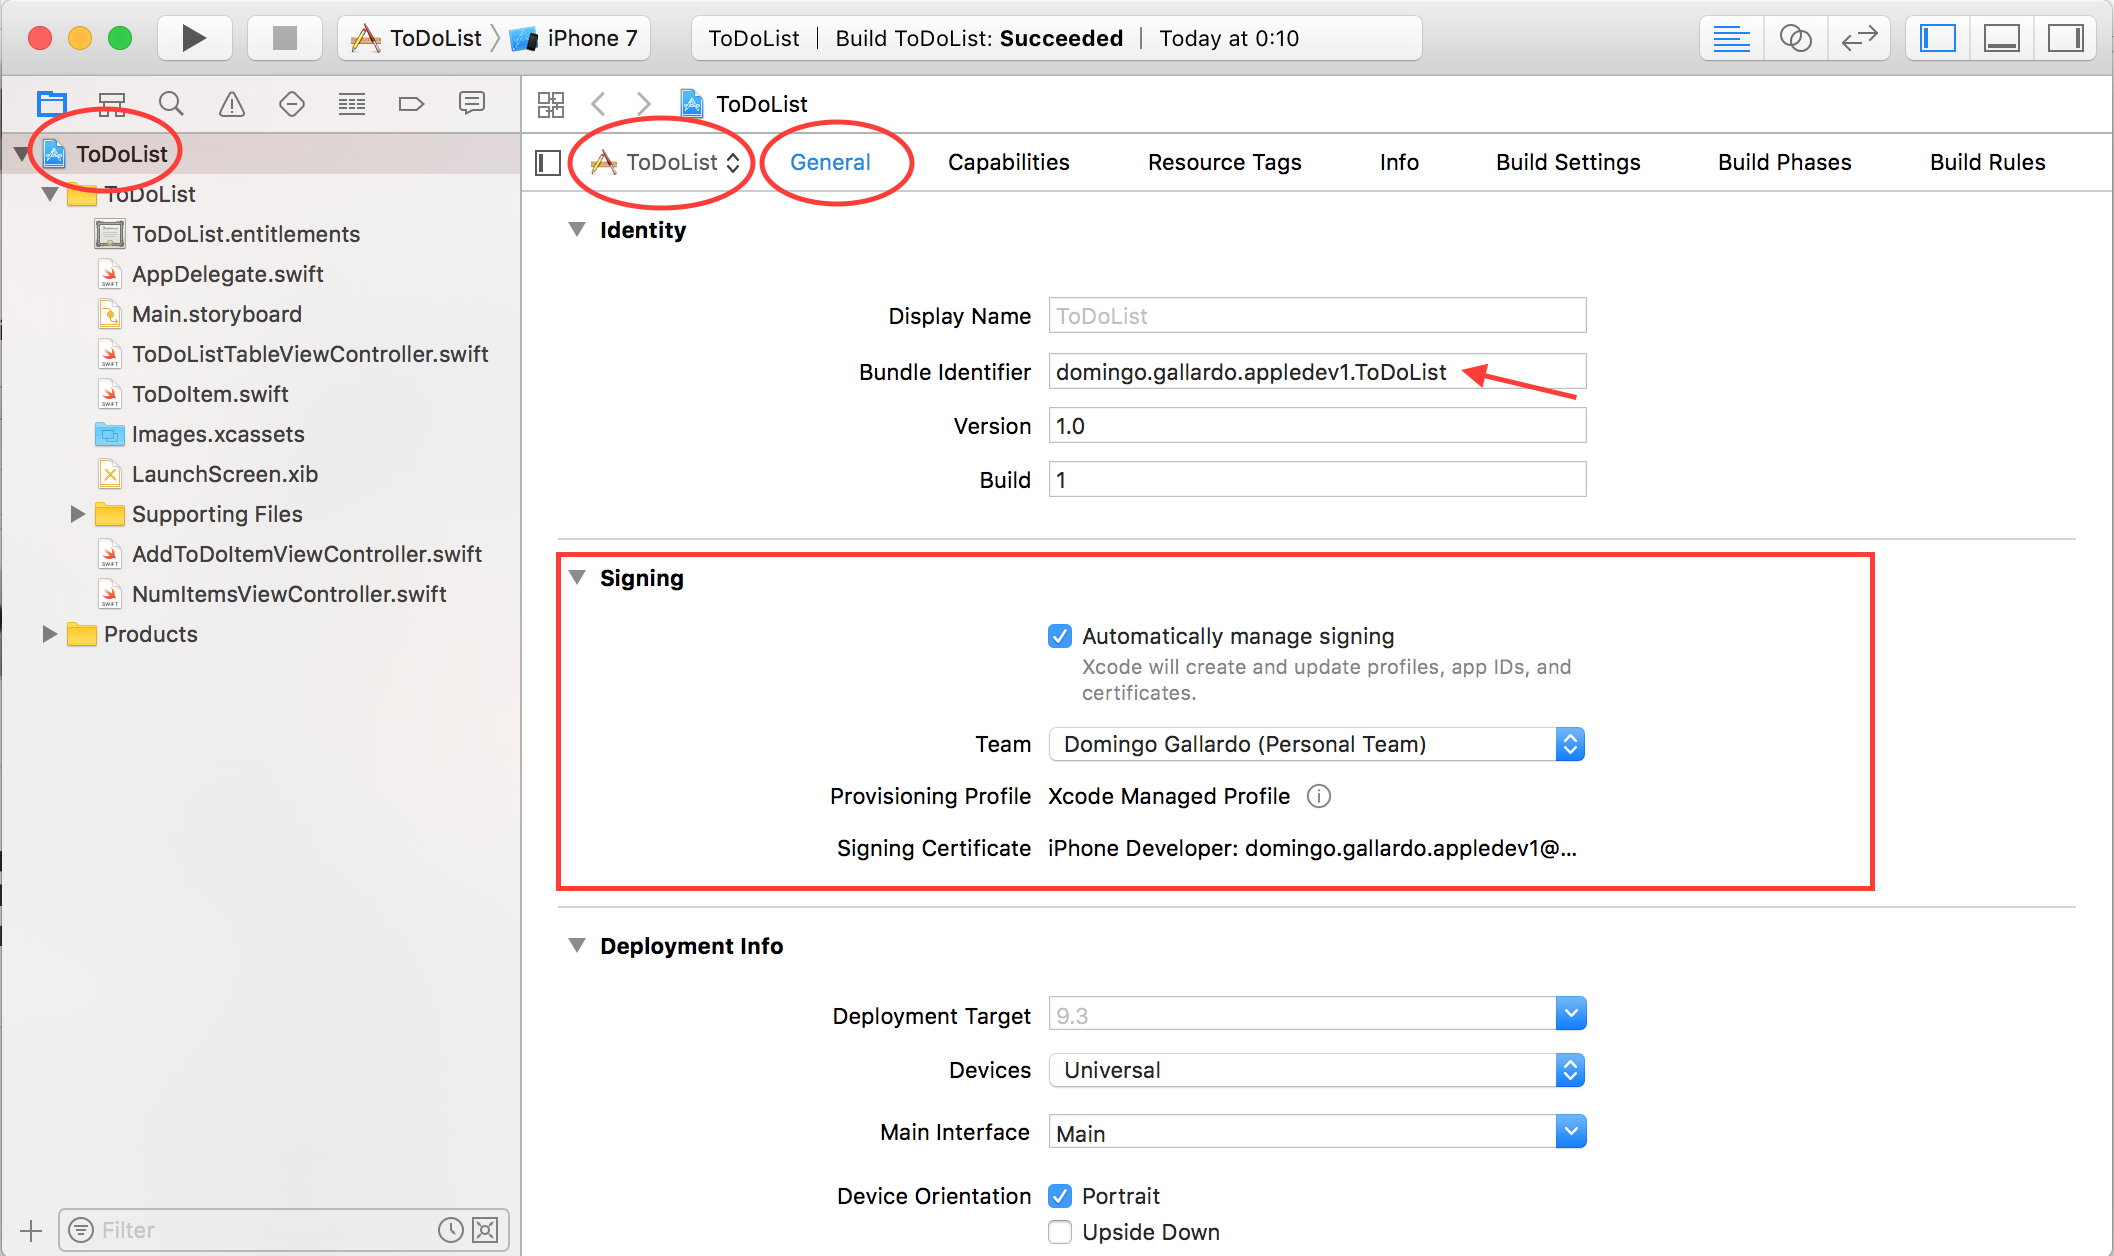 ToDoList
iPhone 7
ToDoList | Build ToDoList: Succeeded | Today at 0:10
ToDoList
ToDoList
ToDoList.entitlements
AppDelegate.swift
Main.storyboard
ToDoListTableViewController.swift
ToDoItem.swift
Images.xcassets
LaunchScreen.xib
Supporting Files
AddToDoItemViewController.swift
NumItemsViewController.swift
Products
Filter
ToDoList
ToDoList General Capabilities Resource Tags Info Build Settings Build Phases Build Rules
Identity
Display Name ToDoList
Bundle Identifier domingo.gallardo.appledev1.ToDoList
Version 1.0
Build 1
Signing
Automatically manage signing
Xcode will create and update profiles, app IDs, and
certificates.
Team Domingo Gallardo (Personal Team)
Provisioning Profile Xcode Managed Profile
Signing Certificate iPhone Developer: domingo.gallardo.appledev1@...
Deployment Info
Deployment Target 9.3
Devices Universal
Main Interface Main
Device Orientation Portrait
Upside Down